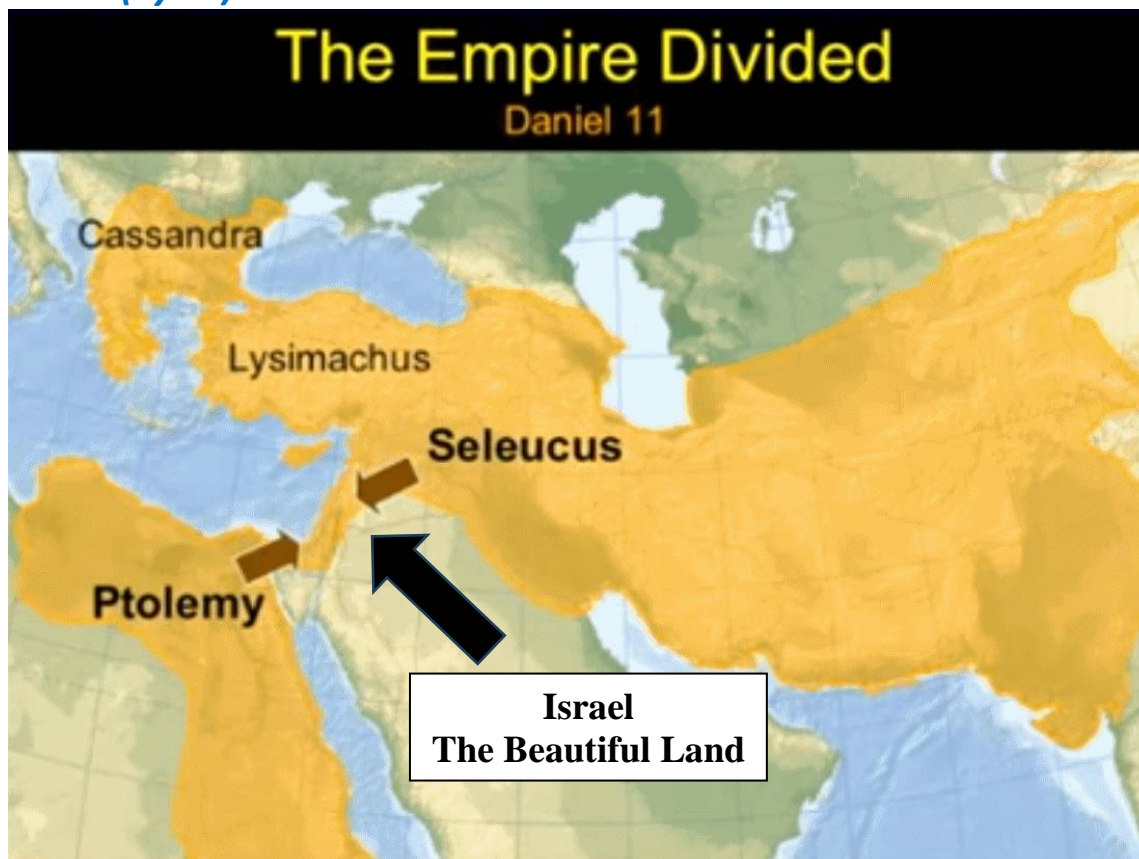 The Empire Divided
Daniel 11
Cassandra
Lysimachus
Seleucus
Ptolemy
Israel
The Beautiful Land